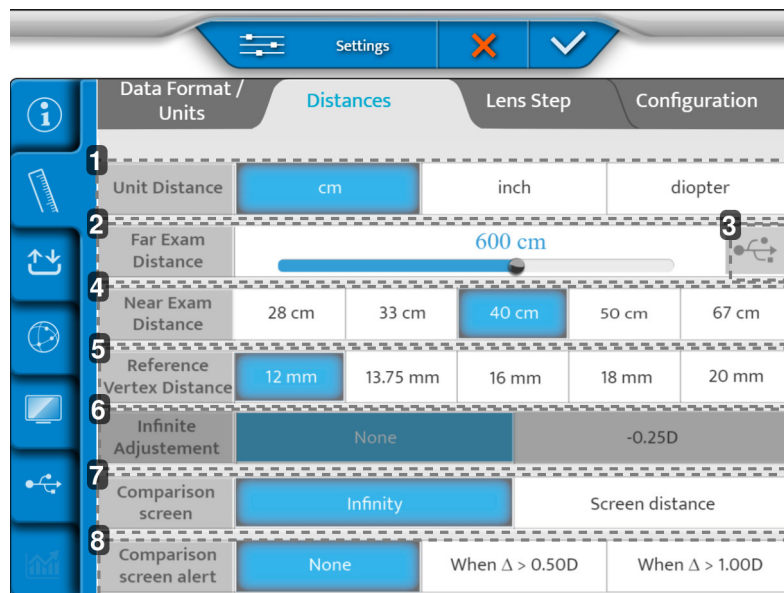 Settings
Data Format /
Units
Distances
Lens Step
Configuration
1
Unit Distance
cm
inch
diopter
2
Far Exam
Distance
600 cm
3
4
Near Exam
Distance
28 cm
33 cm
40 cm
50 cm
67 cm
5
Reference
Vertex Distance
12 mm
13.75 mm
16 mm
18 mm
20 mm
6
Infinite
Adjustement
None
-0.25D
7
Comparison
screen
Infinity
Screen distance
8
Comparison
screen alert
None
When Δ > 0.50D
When Δ > 1.00D